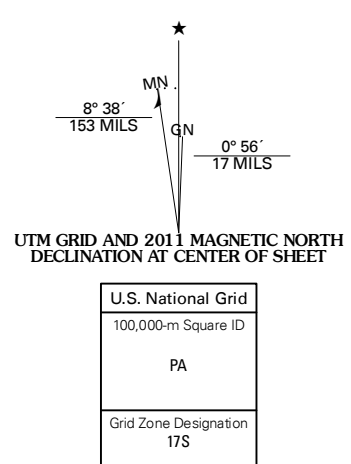 ★
MN
8° 38´
153 MILS
GN
0° 56´
17 MILS
UTM GRID AND 2011 MAGNETIC NORTH
DECLINATION AT CENTER OF SHEET
U.S. National Grid
100,000-m Square ID
PA
Grid Zone Designation
17S